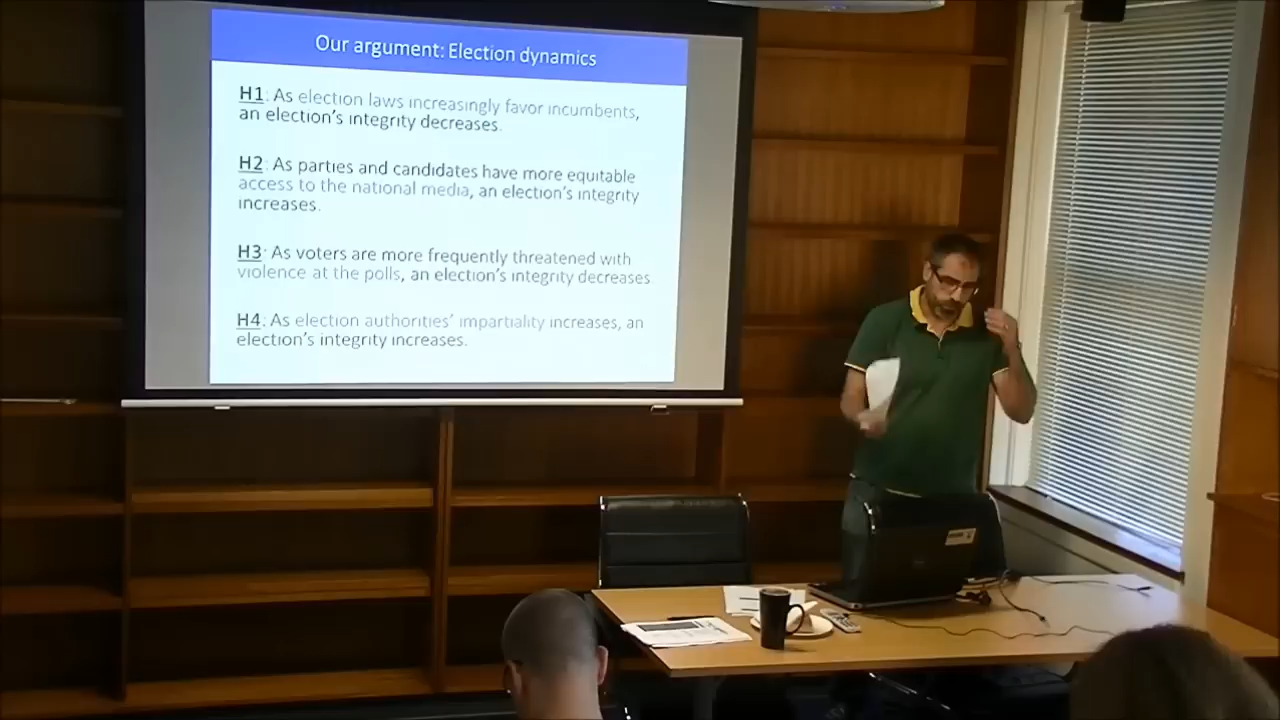 Our argument: Election dynamics
H1: As election laws increasingly favor incumbents,
an election's integrity decreases.
H2: As parties and candidates have more equitable
access to the national media, an election's integrity
increases.
H3: As voters are more frequently threatened with
violence at the polls, an election's integrity decreases
H4: As election authorities' impartiality increases, an
election's integrity increases.